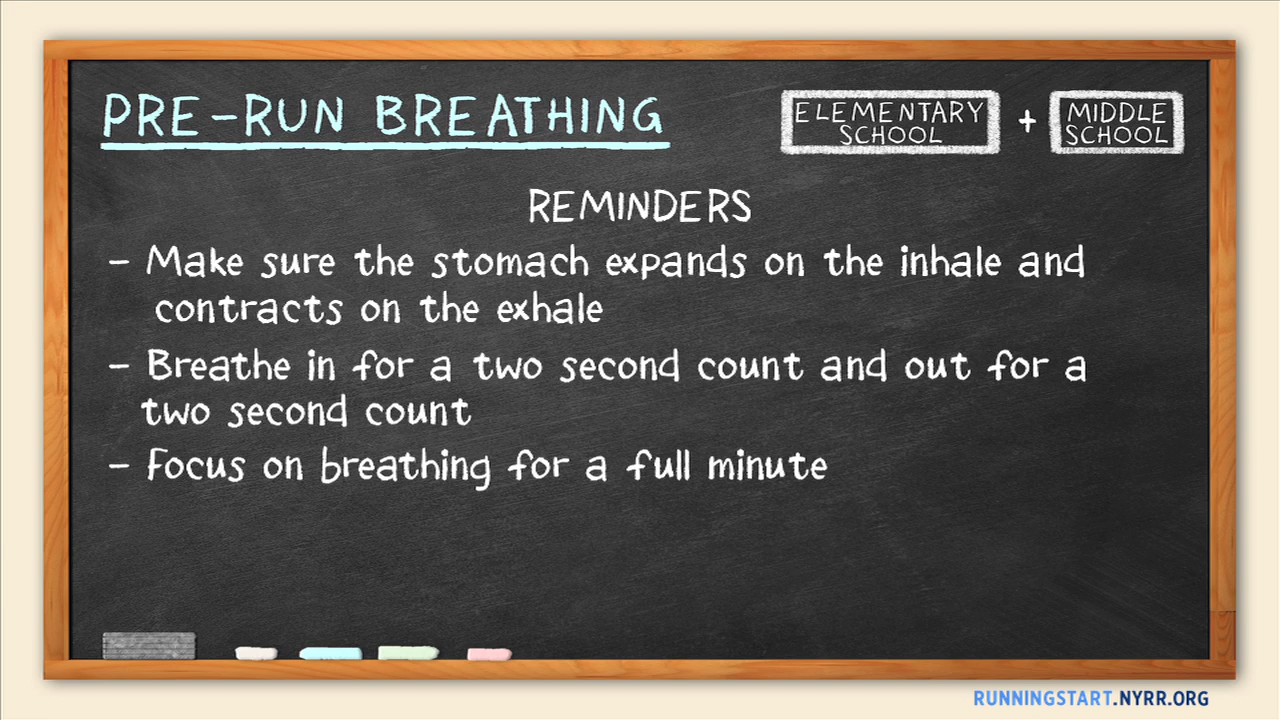 PRE-RUN BREATHING
ELEMENTARY
SCHOOL
+
MIDDLE
SCHOOL
REMINDERS
- Make sure the stomach expands on the inhale and
contracts on the exhale
- Breathe in for a two second count and out for a
two second count
- Focus on breathing for a full minute
RUNNINGSTART.NYRR.ORG